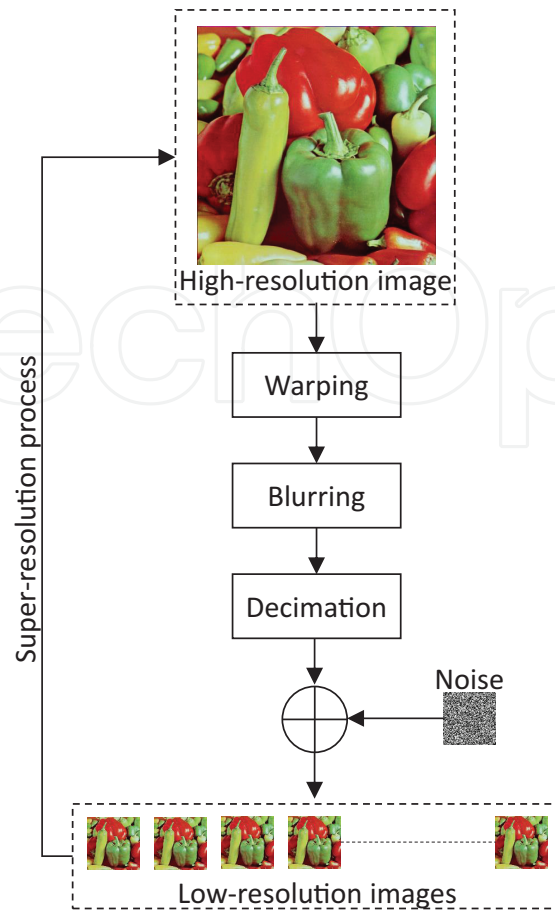 High-resolution image
Warping
Blurring
Decimation
Noise
Super-resolution process
Low-resolution images